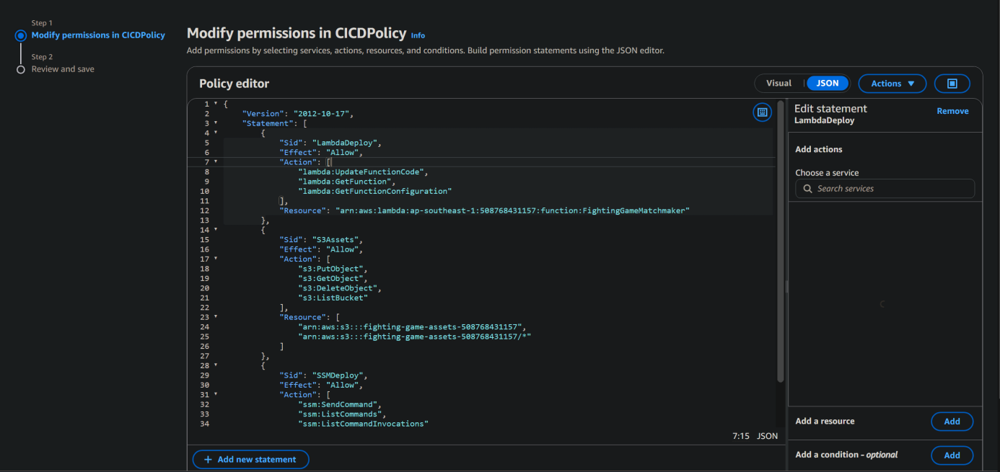 Step 1
Modify permissions in CICDPolicy
Step 2
Review and save
Modify permissions in CICDPolicy Info
Add permissions by selecting services, actions, resources, and conditions. Build permission statements using the JSON editor.
Policy editor
Visual JSON Actions
1 {
2 "Version": "2012-10-17",
3 "Statement": [
4 {
5 "Sid": "LambdaDeploy",
6 "Effect": "Allow",
7 "Action": [
8 "lambda:UpdateFunctionCode",
9 "lambda:GetFunction",
10 "lambda:GetFunctionConfiguration"
11 ],
12 "Resource": "arn:aws:lambda:ap-southeast-1:508768431157:function:FightingGameMatchmaker"
13 },
14 {
15 "Sid": "S3Assets",
16 "Effect": "Allow",
17 "Action": [
18 "s3:PutObject",
19 "s3:GetObject",
20 "s3:DeleteObject",
21 "s3:ListBucket"
22 ],
23 "Resource": [
24 "arn:aws:s3:::fighting-game-assets-508768431157",
25 "arn:aws:s3:::fighting-game-assets-508768431157/*"
26 ]
27 },
28 {
29 "Sid": "SSMDeploy",
30 "Effect": "Allow",
31 "Action": [
32 "ssm:SendCommand",
33 "ssm:ListCommands",
34 "ssm:ListCommandInvocations"
7:15 JSON
+ Add new statement
Edit statement
LambdaDeploy
Remove
Add actions
Choose a service
Search services
Add a resource
Add
Add a condition - optional
Add